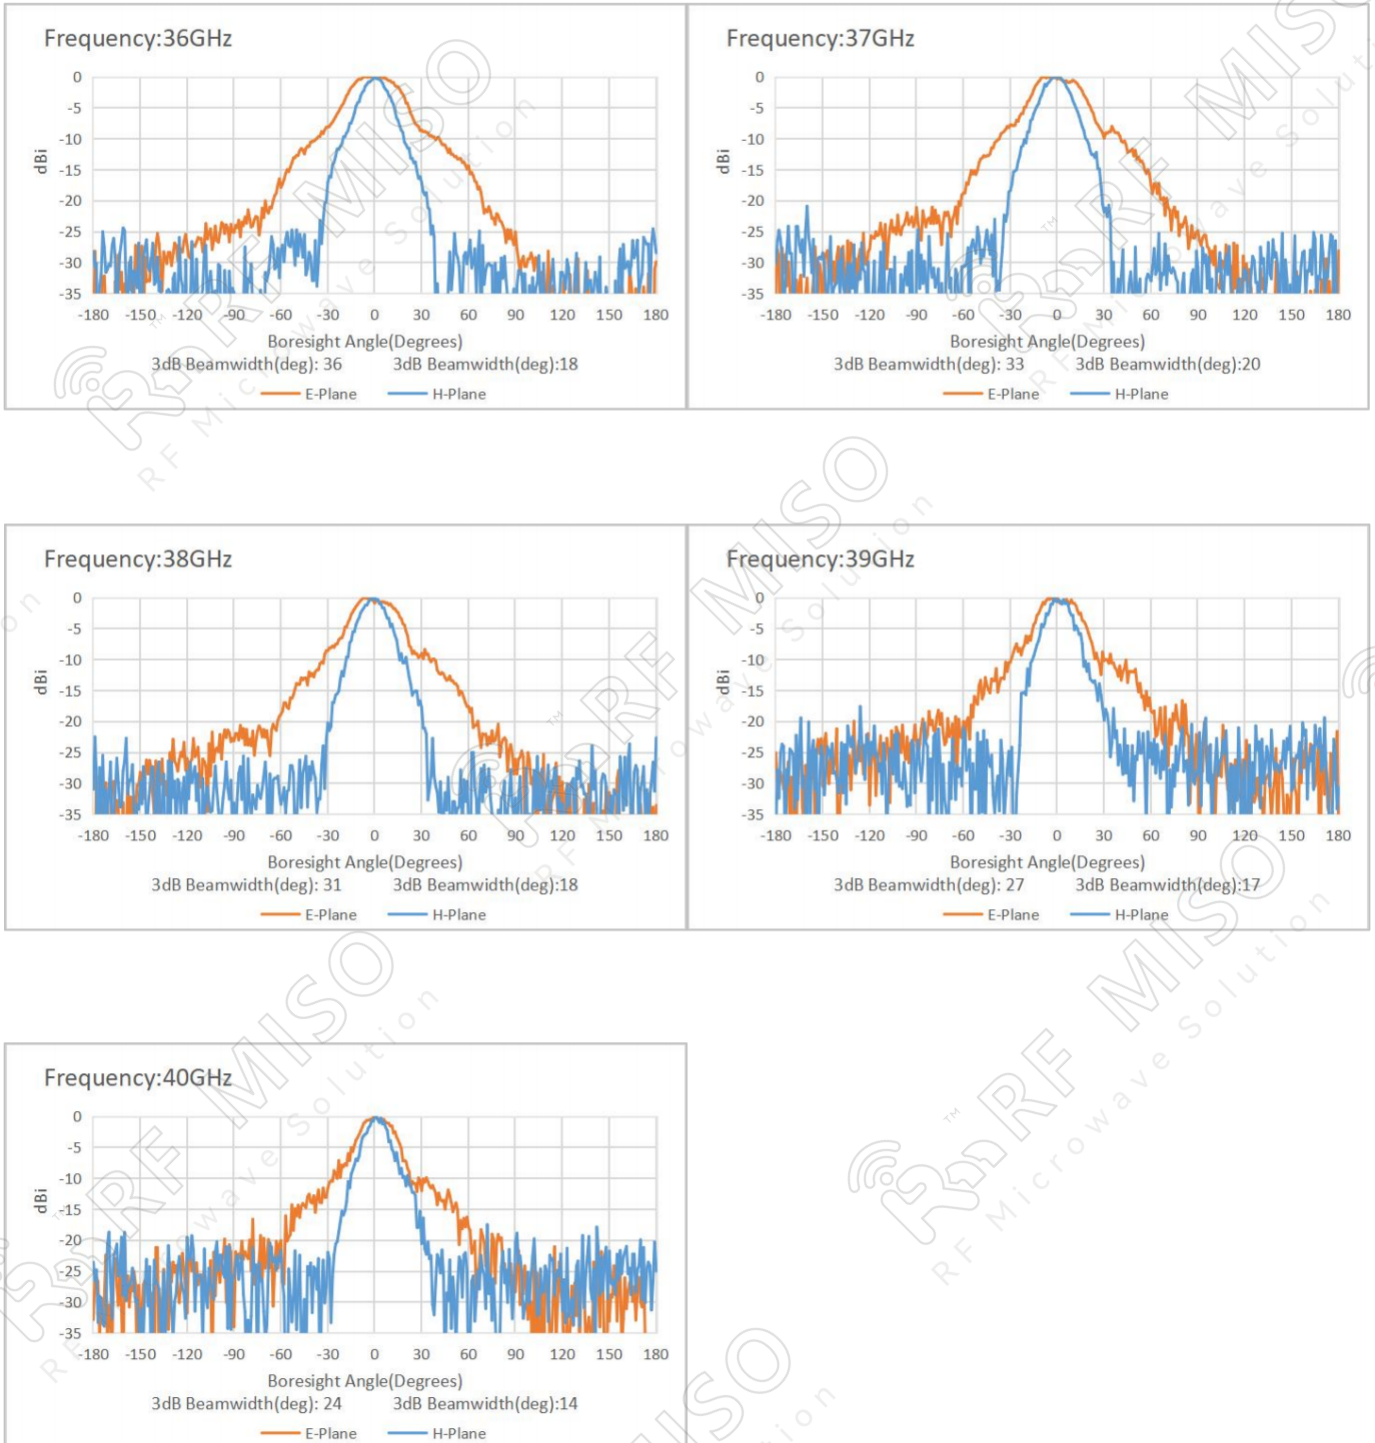 Frequency:36GHz
0
-5
-10
-15
-20
-25
-30
-35
dBi
-180 -150 -120 -90 -60 -30 0 30 60 90 120 150 180
Boresight Angle(Degrees)
3dB Beamwidth(deg): 36 3dB Beamwidth(deg):18
E-Plane H-Plane
Frequency:37GHz
0
-5
-10
-15
-20
-25
-30
-35
dBi
-180 -150 -120 -90 -60 -30 0 30 60 90 120 150 180
Boresight Angle(Degrees)
3dB Beamwidth(deg): 33 3dB Beamwidth(deg):20
E-Plane H-Plane
Frequency:38GHz
0
-5
-10
-15
-20
-25
-30
-35
dBi
-180 -150 -120 -90 -60 -30 0 30 60 90 120 150 180
Boresight Angle(Degrees)
3dB Beamwidth(deg): 31 3dB Beamwidth(deg):18
E-Plane H-Plane
Frequency:39GHz
0
-5
-10
-15
-20
-25
-30
-35
dBi
-180 -150 -120 -90 -60 -30 0 30 60 90 120 150 180
Boresight Angle(Degrees)
3dB Beamwidth(deg): 27 3dB Beamwidth(deg):17
E-Plane H-Plane
Frequency:40GHz
0
-5
-10
-15
-20
-25
-30
-35
dBi
-180 -150 -120 -90 -60 -30 0 30 60 90 120 150 180
Boresight Angle(Degrees)
3dB Beamwidth(deg): 24 3dB Beamwidth(deg):14
E-Plane H-Plane
RF MISO
RF Microwave Solution
RF MISO
RF Microwave Solution
RF MISO
RF Microwave Solution
RF MISO
RF Microwave Solution
RF MISO
RF Microwave Solution